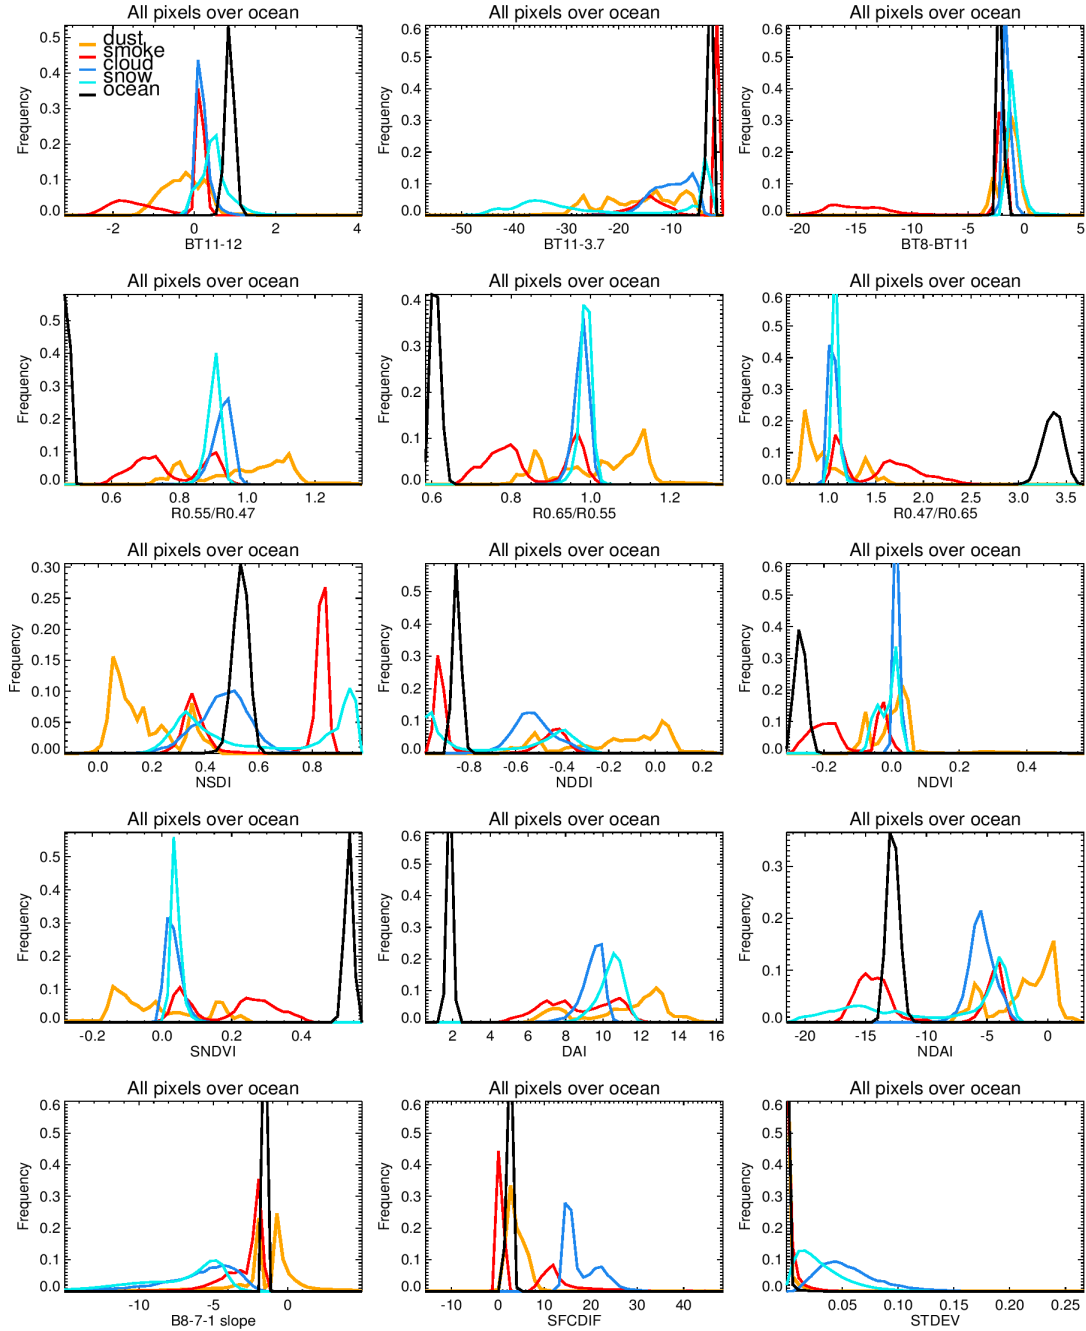 All pixels over ocean
All pixels over ocean
All pixels over ocean
0.5
0.4
0.3
0.2
0.1
0.0
Frequency
dust
smoke
cloud
snow
ocean
-2 0 2 4
BT11-12
0.6
0.5
0.4
0.3
0.2
0.1
0.0
Frequency
-50 -40 -30 -20 -10
BT11-3.7
0.6
0.5
0.4
0.3
0.2
0.1
0.0
Frequency
-20 -15 -10 -5 0 5
BT8-BT11
All pixels over ocean
All pixels over ocean
All pixels over ocean
0.5
0.4
0.3
0.2
0.1
0.0
Frequency
0.6 0.8 1.0 1.2
R0.55/R0.47
0.4
0.3
0.2
0.1
0.0
Frequency
0.6 0.8 1.0 1.2
R0.65/R0.55
0.6
0.5
0.4
0.3
0.2
0.1
0.0
Frequency
1.0 1.5 2.0 2.5 3.0 3.5
R0.47/R0.65
All pixels over ocean
All pixels over ocean
All pixels over ocean
0.30
0.25
0.20
0.15
0.10
0.05
0.00
Frequency
0.0 0.2 0.4 0.6 0.8
NSDI
0.5
0.4
0.3
0.2
0.1
0.0
Frequency
-0.8 -0.6 -0.4 -0.2 0.0 0.2
NDDI
0.5
0.4
0.3
0.2
0.1
0.0
Frequency
-0.2 0.0 0.2 0.4
NDVI
All pixels over ocean
All pixels over ocean
All pixels over ocean
0.5
0.4
0.3
0.2
0.1
0.0
Frequency
-0.2 0.0 0.2 0.4
SNDVI
0.6
0.5
0.4
0.3
0.2
0.1
0.0
Frequency
2 4 6 8 10 12 14 16
DAI
0.3
0.2
0.1
0.0
Frequency
-20 -15 -10 -5 0
NDAI
All pixels over ocean
All pixels over ocean
All pixels over ocean
0.6
0.5
0.4
0.3
0.2
0.1
0.0
Frequency
-10 -5 0
B8-7-1 slope
0.6
0.5
0.4
0.3
0.2
0.1
0.0
Frequency
-10 0 10 20 30 40
SFCDIF
0.6
0.5
0.4
0.3
0.2
0.1
0.0
Frequency
0.05 0.10 0.15 0.20 0.25
STDEV